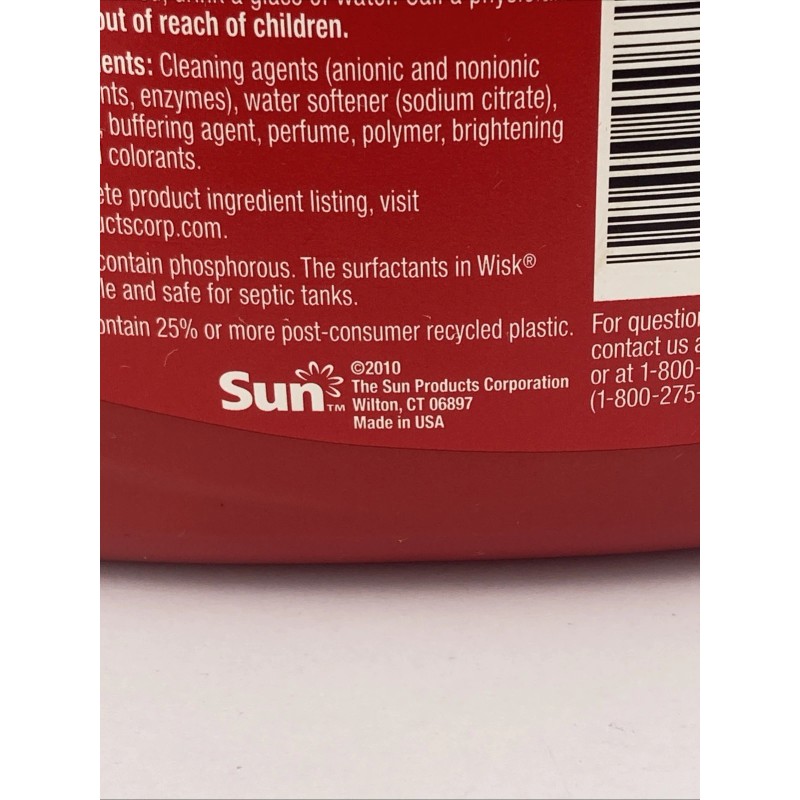 out of reach of children.
ents: Cleaning agents (anionic and nonionic
nts, enzymes), water softener (sodium citrate),
, buffering agent, perfume, polymer, brightening
colorants.
ete product ingredient listing, visit
uctscorp.com.
contain phosphorous. The surfactants in Wisk®
le and safe for septic tanks.
ontain 25% or more post-consumer recycled plastic.
Sun™
©2010
The Sun Products Corporation
Wilton, CT 06897
Made in USA
For question
contact us a
or at 1-800-
(1-800-275-